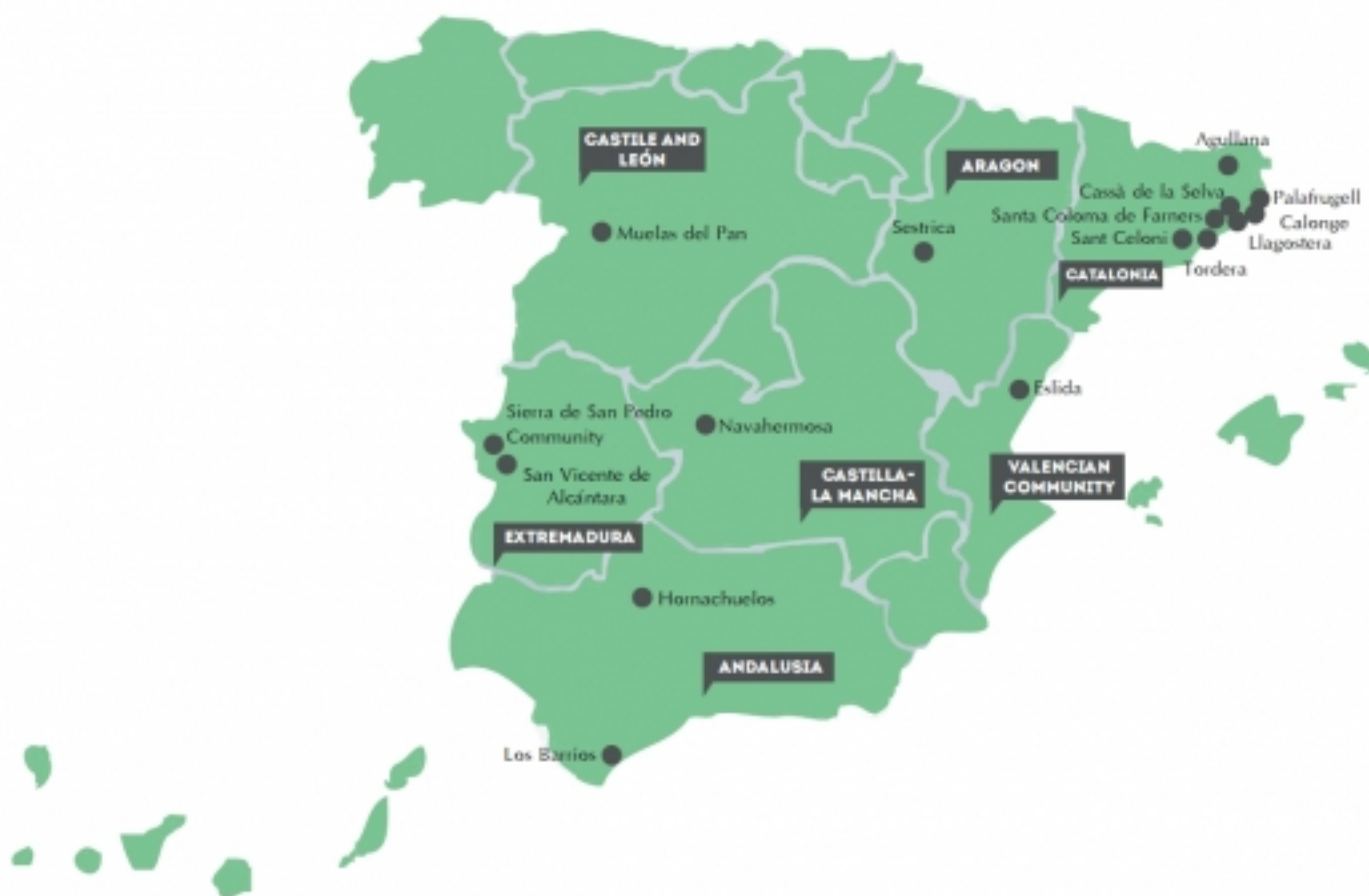 Agullana
CASTILE AND
LEÓN
ARAGON
Cassà de la Selva
Palafrugell
Santa Coloma de Farners
Calonge
Sestrica
Muelas del Pan
Sant Celoni
Llagostera
CATALONIA
Tordera
Eslida
Sierra de San Pedro
Community
Navahermosa
San Vicente de
Alcántara
CASTILLA-
LA MANCHA
VALENCIAN
COMMUNITY
EXTREMADURA
Hornachuelos
ANDALUSIA
Los Barrios